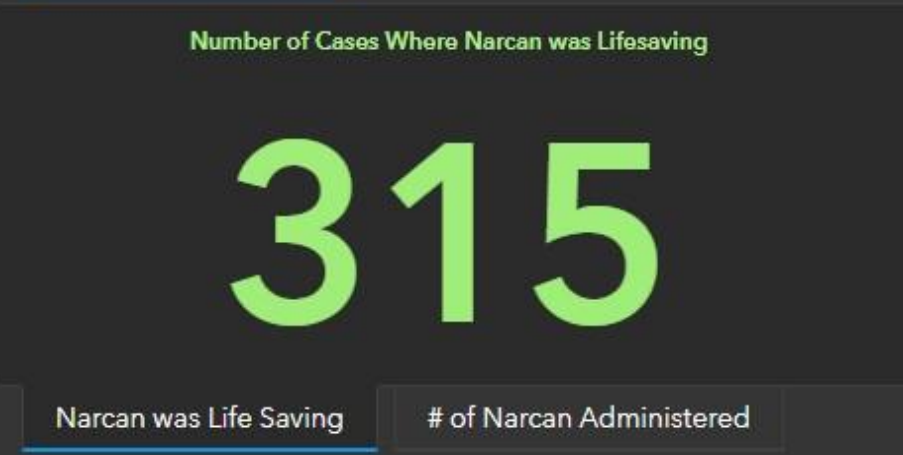 Number of Cases Where Narcan was Lifesaving
315
Narcan was Life Saving
# of Narcan Administered